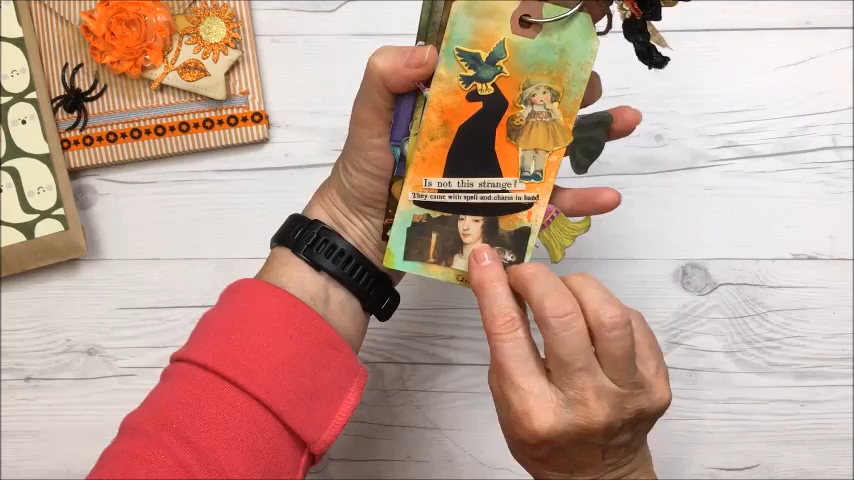 Is not this strange?
They came with spell and charm in hand